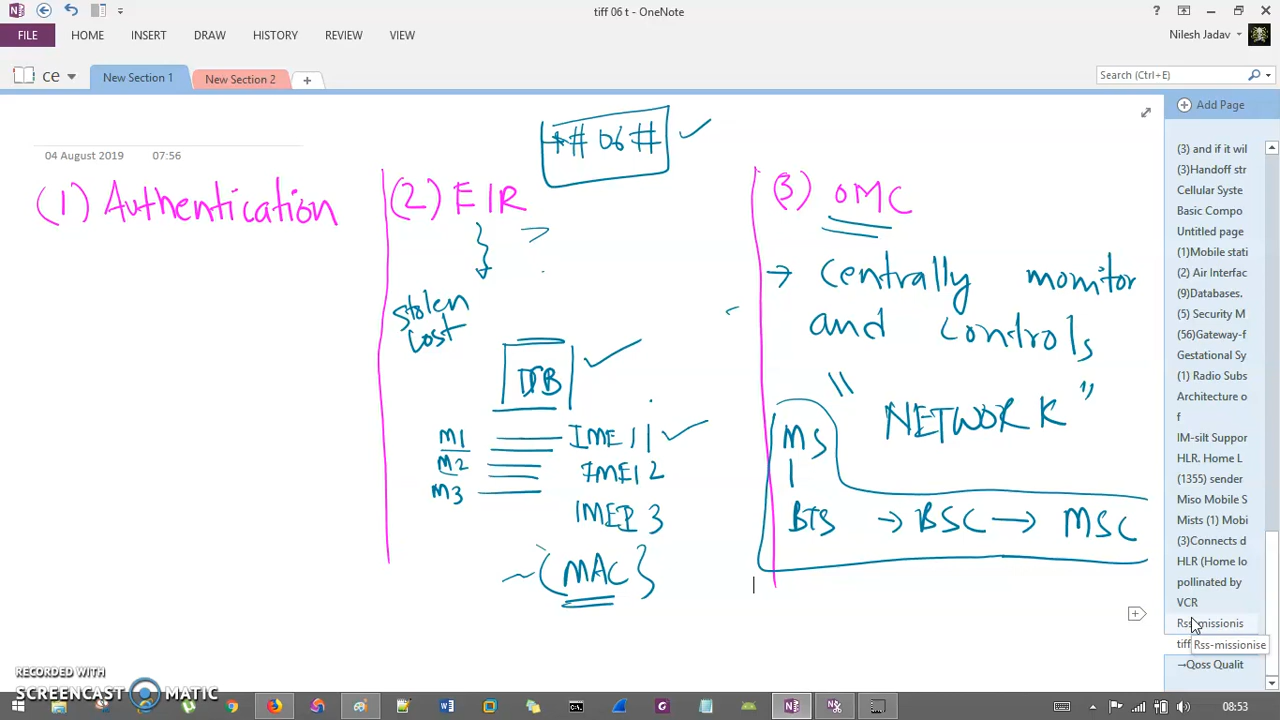 tiff 06 t - OneNote
FILE HOME INSERT DRAW HISTORY REVIEW VIEW
Nilesh Jadav
ce New Section 1 New Section 2 +
Search (Ctrl+E)
04 August 2019 07:56
*# 06 #
(1) Authentication
(2) EIR
stolen
cost
DB
M1 IMEI 1
M2 IMEI 2
M3 IMEI 3
(MAC}
(3) OMC
→ Centrally monitor
and controls
" NETWORK "
MS
BTS → BSC → MSC
Add Page
(3) and if it wil
(3)Handoff str
Cellular Syste
Basic Compo
Untitled page
(1)Mobile stati
(2) Air Interfac
(9)Databases.
(5) Security M
(56)Gateway-f
Gestational Sy
(1) Radio Subs
Architecture o
f
IM-silt Suppor
HLR. Home L
(1355) sender
Miso Mobile S
Mists (1) Mobi
(3)Connects d
HLR (Home lo
pollinated by
VCR
Rss-missionis
tiff
Rss-missionise
→Qoss Qualit
RECORDED WITH
SCREENCAST MATIC
08:53